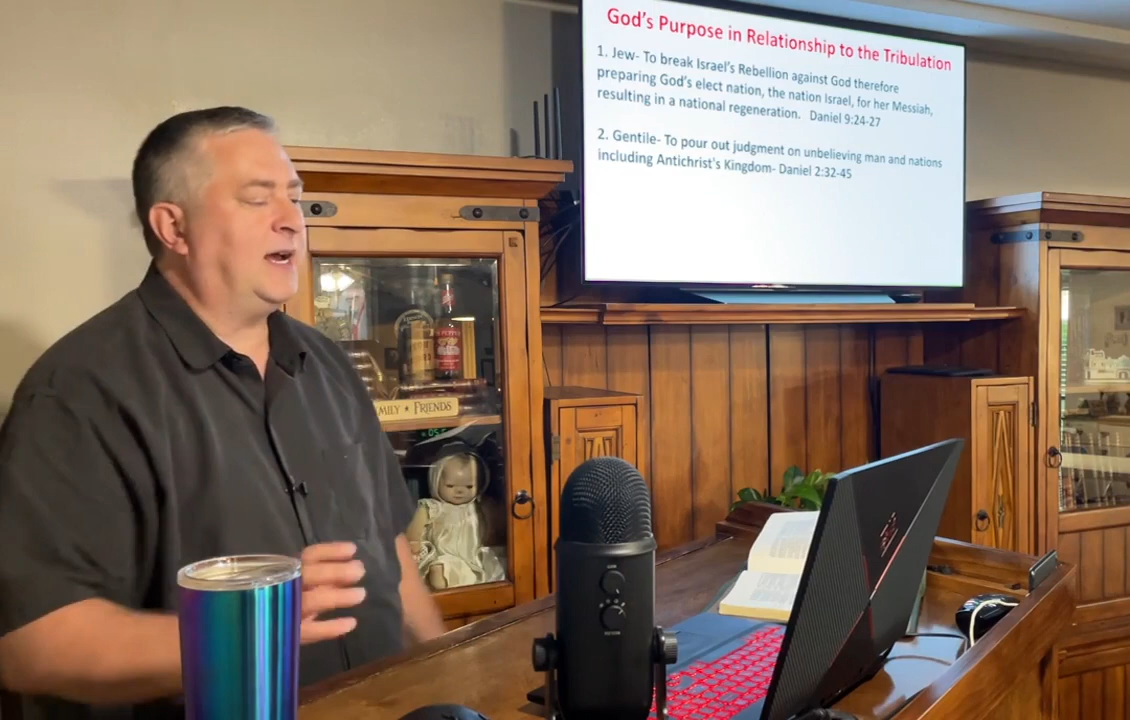 God's Purpose in Relationship to the Tribulation
1. Jew- To break Israel's Rebellion against God therefore
preparing God's elect nation, the nation Israel, for her Messiah,
resulting in a national regeneration.   Daniel 9:24-27
2. Gentile- To pour out judgment on unbelieving man and nations
including Antichrist's Kingdom- Daniel 2:32-45
MILY ★ FRIENDS